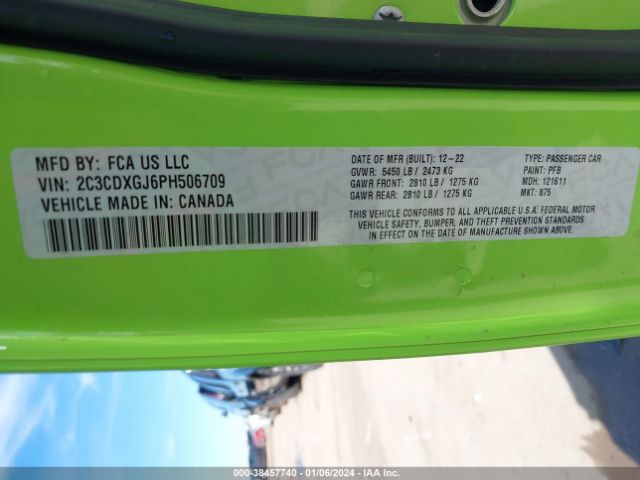 MFD BY: FCA US LLC
VIN: 2C3CDXGJ6PH506709
VEHICLE MADE IN: CANADA
DATE OF MFR (BUILT): 12-22
GVWR: 5450 LB / 2473 KG
GAWR FRONT: 2810 LB / 1275 KG
GAWR REAR: 2810 LB / 1275 KG
TYPE: PASSENGER CAR
PAINT: PFB
MDH: 121611
MKT: 875
THIS VEHICLE CONFORMS TO ALL APPLICABLE U.S.A. FEDERAL MOTOR
VEHICLE SAFETY, BUMPER, AND THEFT PREVENTION STANDARDS
IN EFFECT ON THE DATE OF MANUFACTURE SHOWN ABOVE.
000-38457740 - 01/06/2024 - IAA Inc.